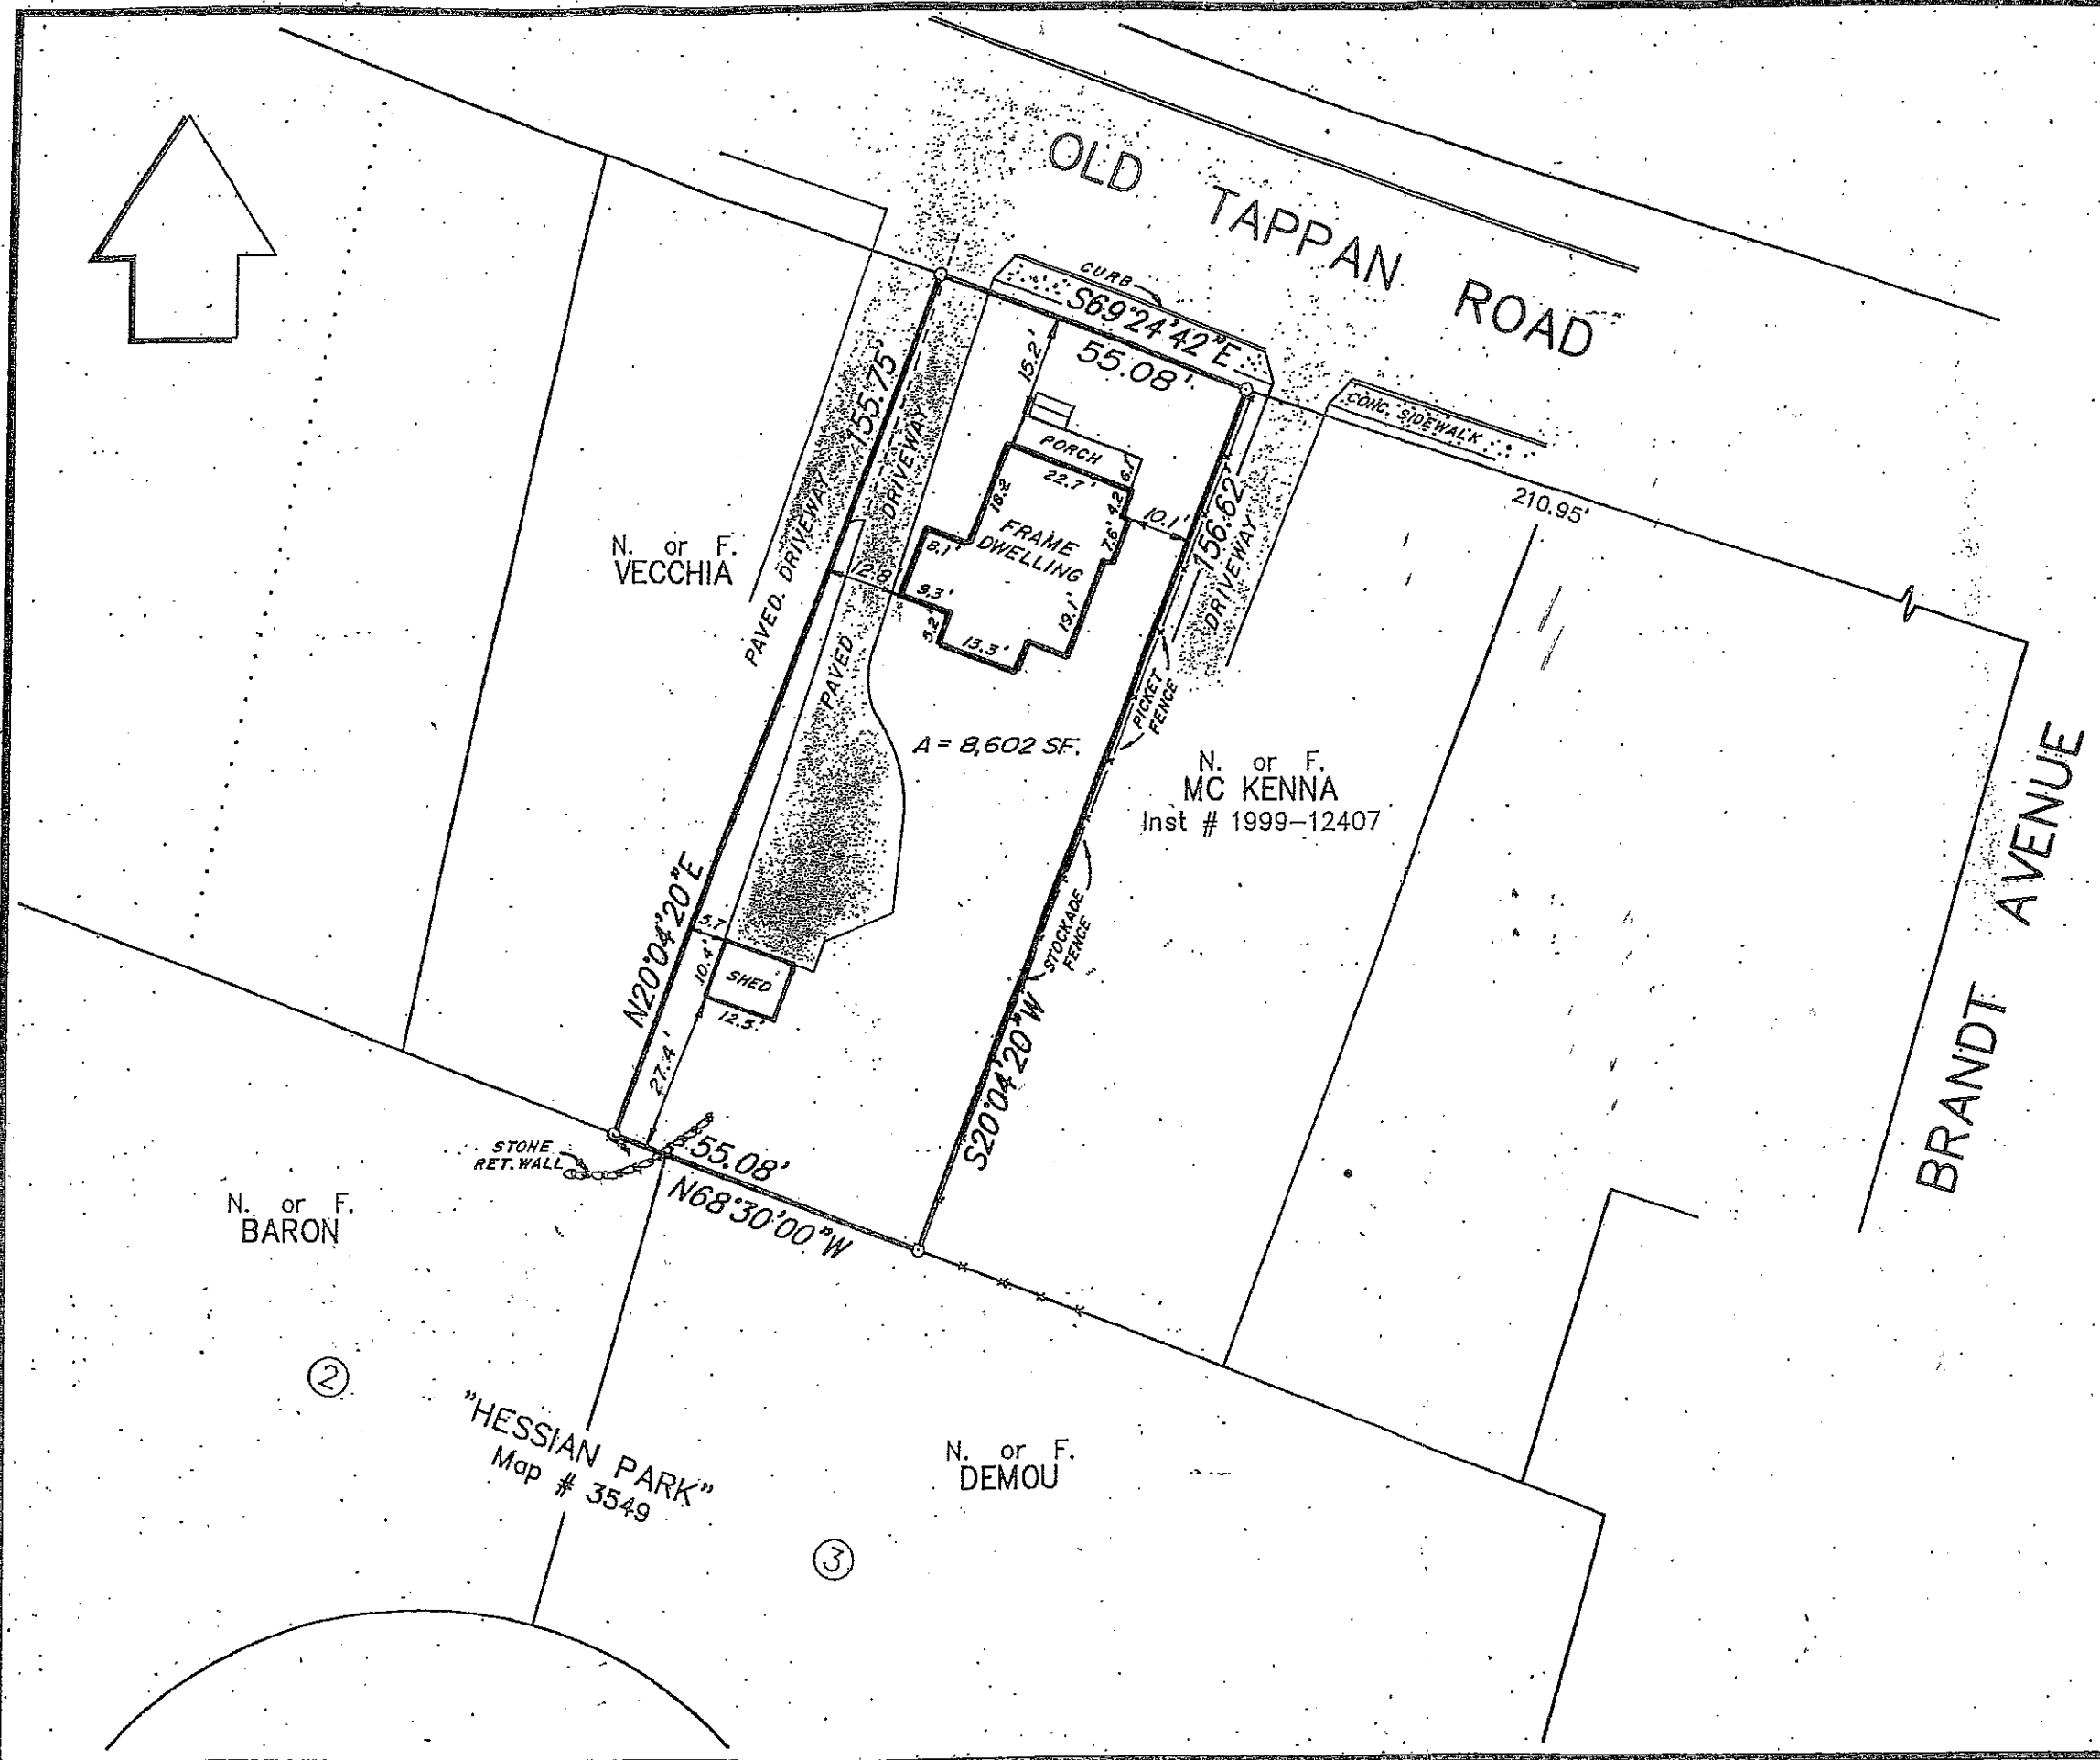 OLD TAPPAN ROAD
CURB
S69°24'42"E
55.08'
15.2'
CONC. SIDEWALK
210.95'
155.75'
PAVED DRIVEWAY
DRIVEWAY
PAVED
PORCH
6.1'
22.7'
18.2
4.2
10.1'
7.6'
FRAME
DWELLING
8.1'
12.8'
9.3'
5.2'
13.3'
19.1'
156.62'
DRIVEWAY
N. or F.
VECCHIA
PICKET
FENCE
A = 8,602 SF.
N. or F.
MC KENNA
Inst # 1999-12407
BRANDT AVENUE
N20°04'20"E
5.7
10.4'
SHED
12.5'
27.4'
STOCKADE
FENCE
S20°04'20"W
STONE
RET. WALL
55.08'
N68°30'00"W
N. or F.
BARON
2
"HESSIAN PARK"
Map # 3549
N. or F.
DEMOU
3